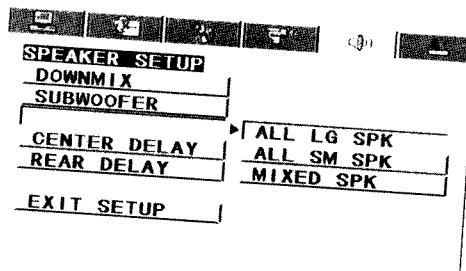 SPEAKER SETUP
DOWNMIX
SUBWOOFER
CENTER DELAY
REAR DELAY
EXIT SETUP
ALL LG SPK
ALL SM SPK
MIXED SPK